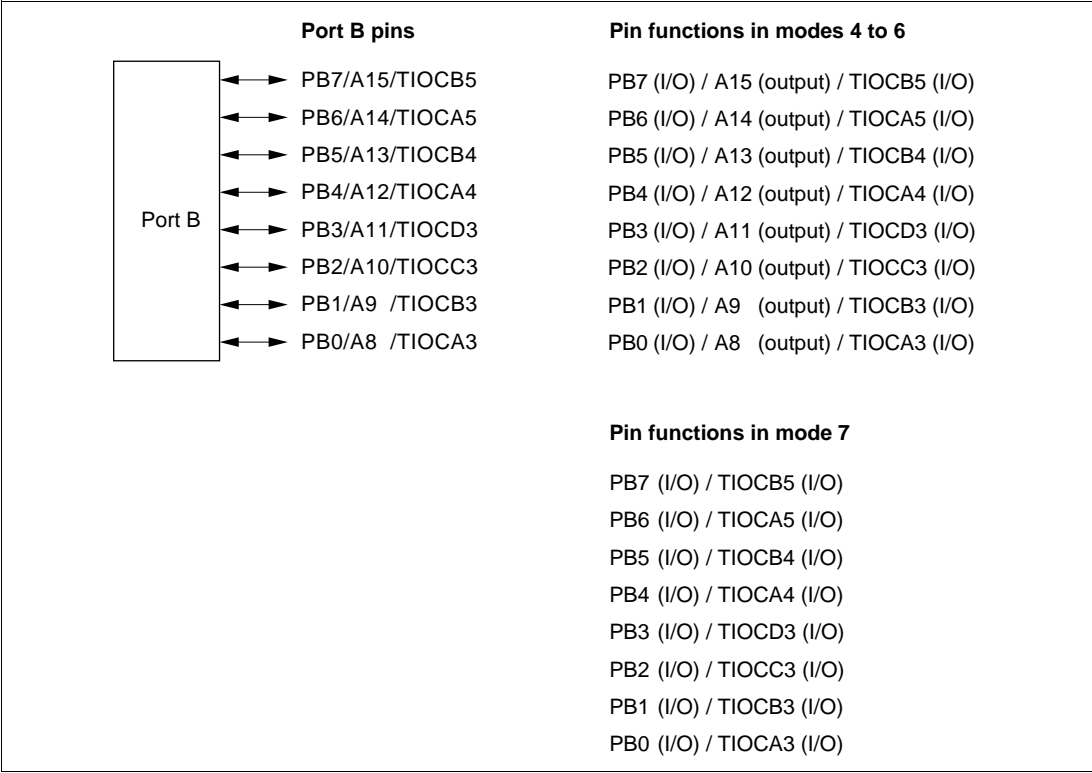 Port B pins
Pin functions in modes 4 to 6
Port B
PB7/A15/TIOCB5
PB6/A14/TIOCA5
PB5/A13/TIOCB4
PB4/A12/TIOCA4
PB3/A11/TIOCD3
PB2/A10/TIOCC3
PB1/A9 /TIOCB3
PB0/A8 /TIOCA3
PB7 (I/O) / A15 (output) / TIOCB5 (I/O)
PB6 (I/O) / A14 (output) / TIOCA5 (I/O)
PB5 (I/O) / A13 (output) / TIOCB4 (I/O)
PB4 (I/O) / A12 (output) / TIOCA4 (I/O)
PB3 (I/O) / A11 (output) / TIOCD3 (I/O)
PB2 (I/O) / A10 (output) / TIOCC3 (I/O)
PB1 (I/O) / A9 (output) / TIOCB3 (I/O)
PB0 (I/O) / A8 (output) / TIOCA3 (I/O)
Pin functions in mode 7
PB7 (I/O) / TIOCB5 (I/O)
PB6 (I/O) / TIOCA5 (I/O)
PB5 (I/O) / TIOCB4 (I/O)
PB4 (I/O) / TIOCA4 (I/O)
PB3 (I/O) / TIOCD3 (I/O)
PB2 (I/O) / TIOCC3 (I/O)
PB1 (I/O) / TIOCB3 (I/O)
PB0 (I/O) / TIOCA3 (I/O)